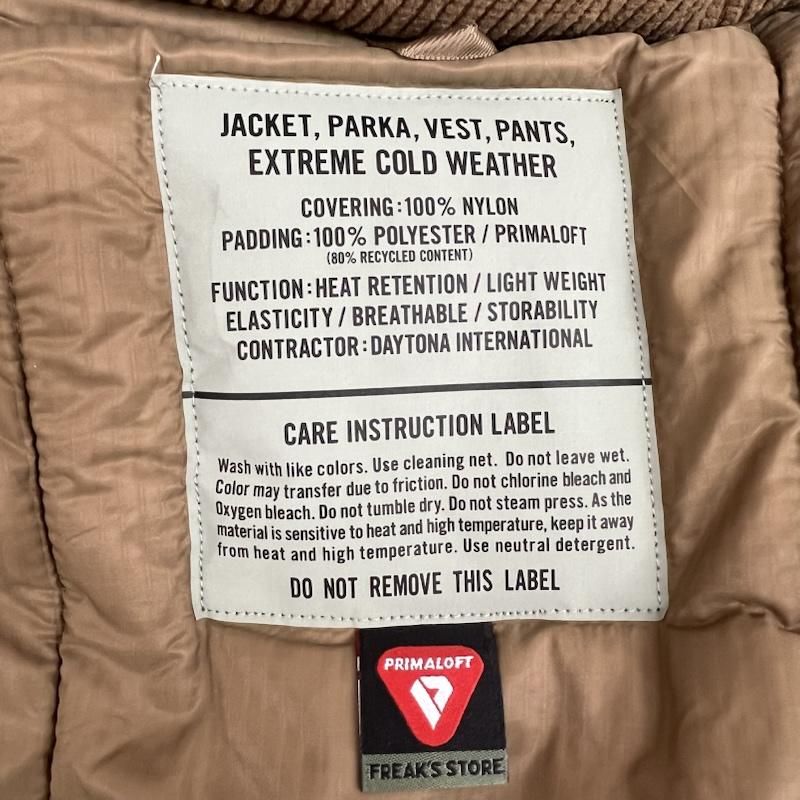 JACKET, PARKA, VEST, PANTS,
EXTREME COLD WEATHER
COVERING:100% NYLON
PADDING:100% POLYESTER / PRIMALOFT
(80% RECYCLED CONTENT)
FUNCTION:HEAT RETENTION / LIGHT WEIGHT
ELASTICITY / BREATHABLE / STORABILITY
CONTRACTOR:DAYTONA INTERNATIONAL
CARE INSTRUCTION LABEL
Wash with like colors. Use cleaning net. Do not leave wet.
Color may transfer due to friction. Do not chlorine bleach and
Oxygen bleach. Do not tumble dry. Do not steam press. As the
material is sensitive to heat and high temperature, keep it away
from heat and high temperature. Use neutral detergent.
DO NOT REMOVE THIS LABEL
PRIMALOFT
FREAK'S STORE